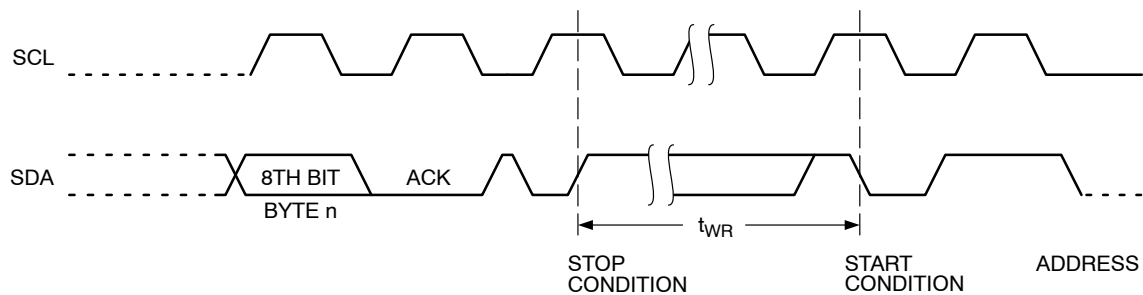 SCL
SDA
8TH BIT
ACK
BYTE n
tWR
STOP
CONDITION
START
CONDITION
ADDRESS